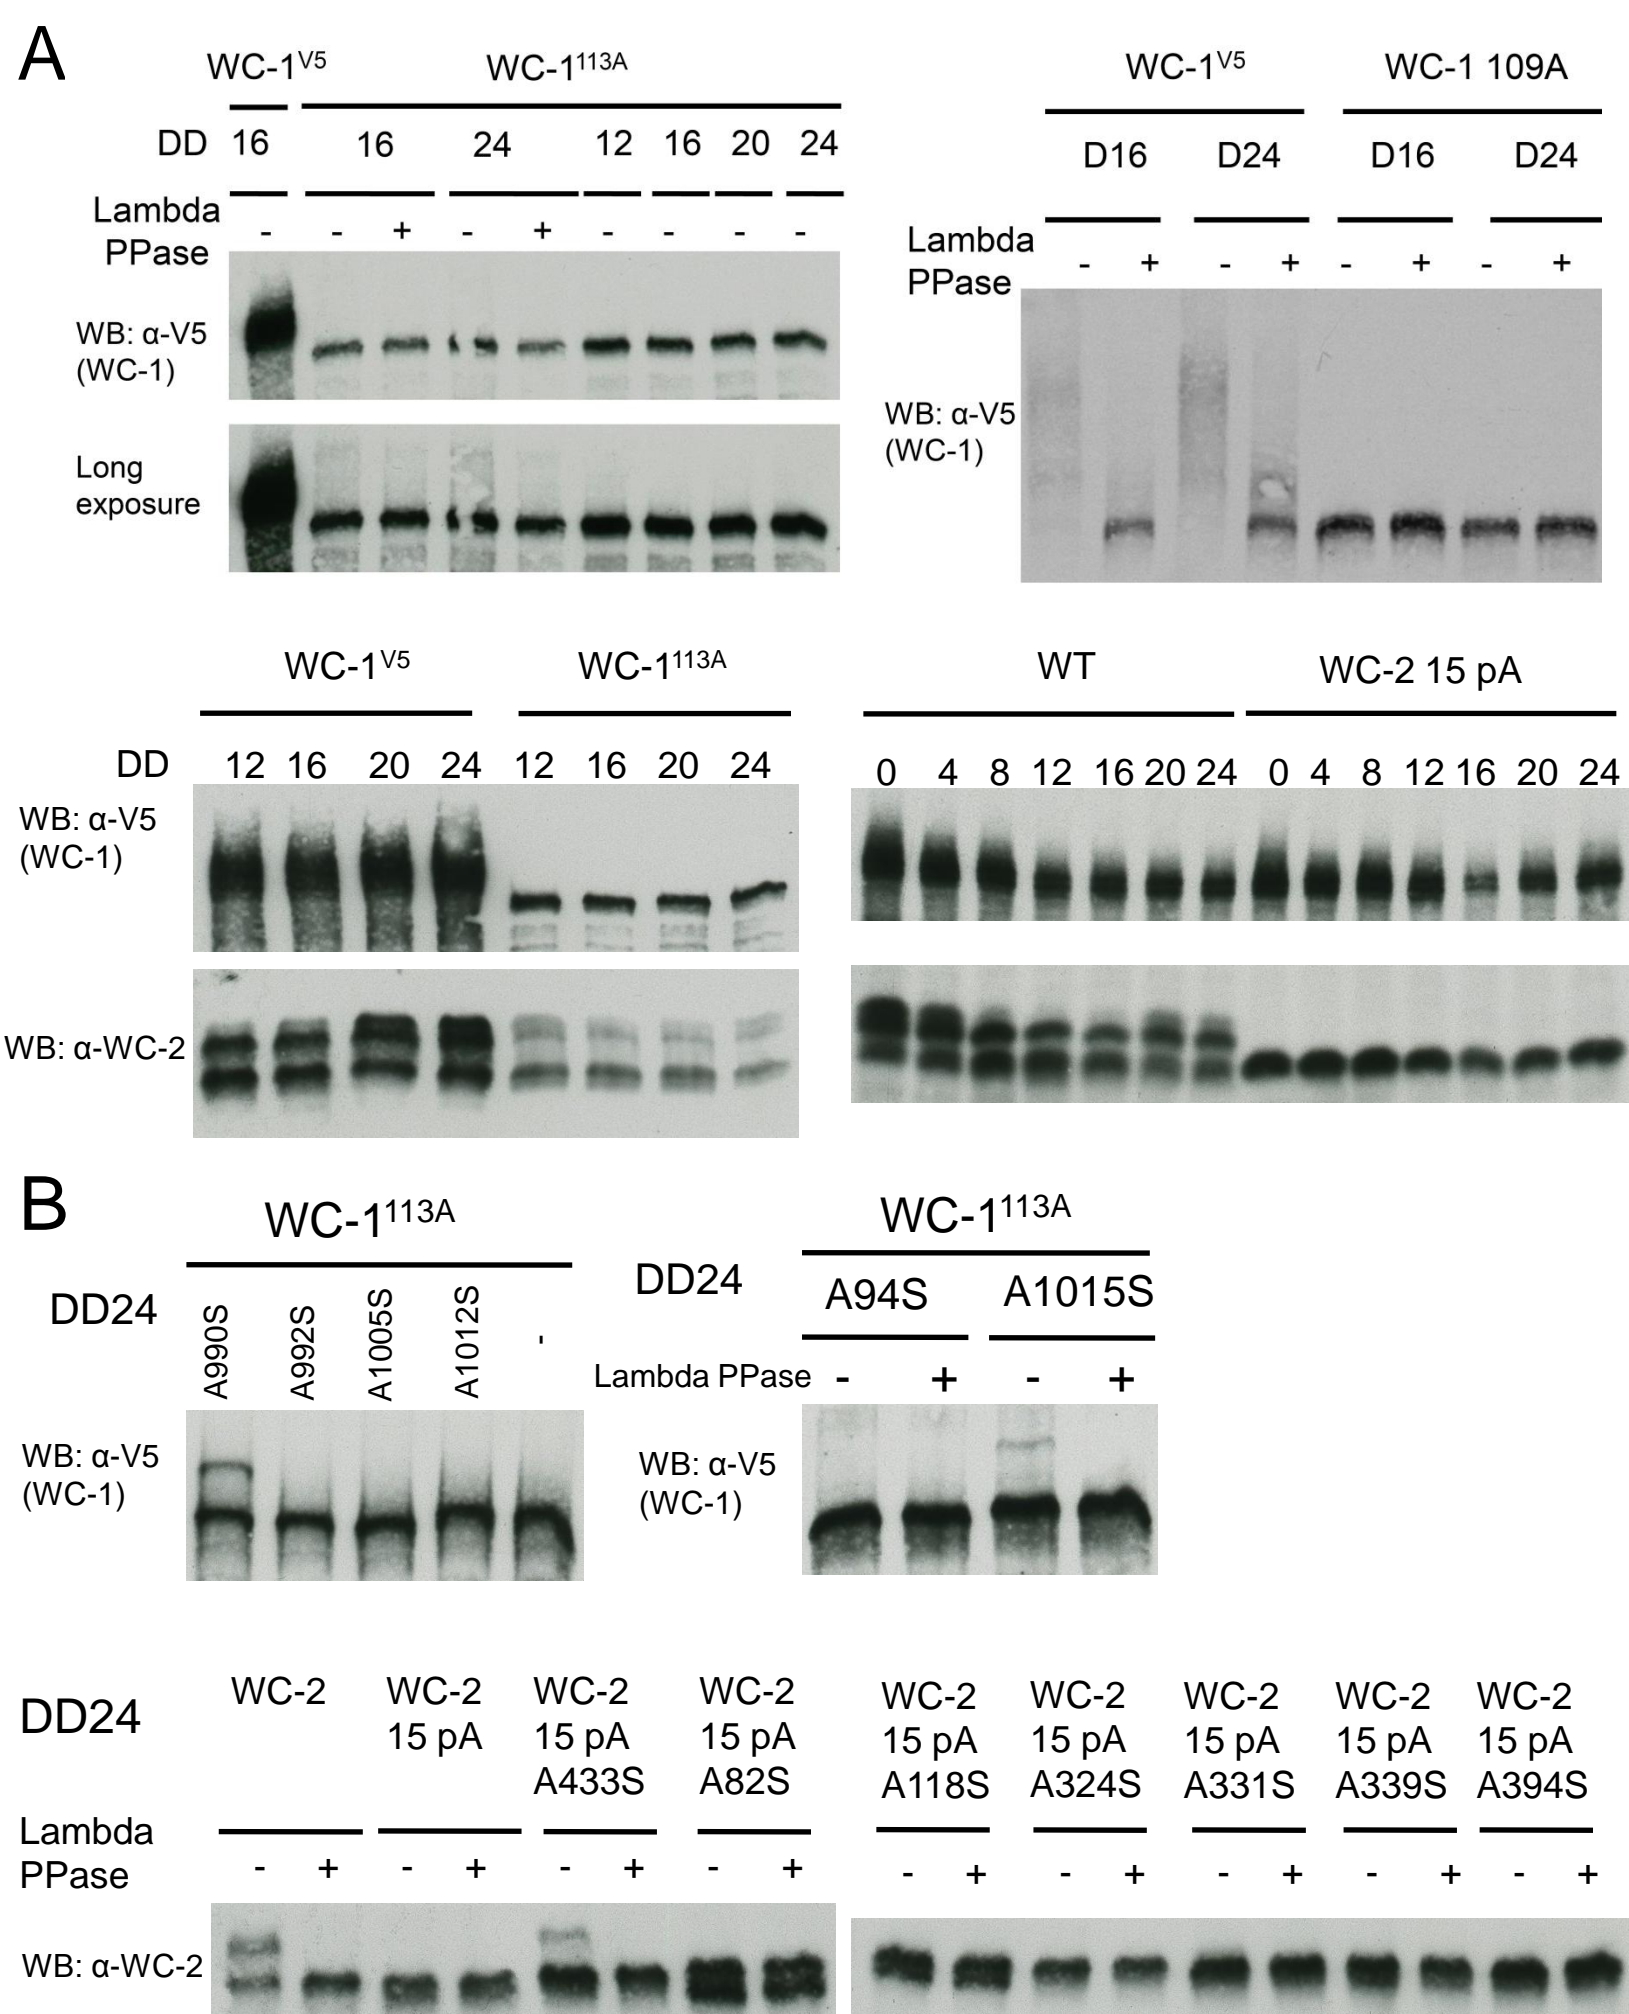 A
WC-1V5 WC-1113A
DD 16 16 24 12 16 20 24
Lambda
PPase - - + - + - - - -
WB: α-V5
(WC-1)
Long
exposure
WC-1V5 WC-1 109A
D16 D24 D16 D24
Lambda
PPase - + - + - + - +
WB: α-V5
(WC-1)
WC-1V5 WC-1113A
DD 12 16 20 24 12 16 20 24
WB: α-V5
(WC-1)
WB: α-WC-2
WT WC-2 15 pA
0 4 8 12 16 20 24 0 4 8 12 16 20 24
B
WC-1113A
DD24 A990S A992S A1005S A1012S -
WB: α-V5
(WC-1)
WC-1113A
DD24 A94S A1015S
Lambda PPase - + - +
WB: α-V5
(WC-1)
DD24
WC-2 WC-2 WC-2 WC-2 WC-2 WC-2 WC-2 WC-2 WC-2
15 pA 15 pA 15 pA 15 pA 15 pA 15 pA 15 pA 15 pA
A433S A82S A118S A324S A331S A339S A394S
Lambda
PPase - + - + - + - + - + - + - + - + - +
WB: α-WC-2